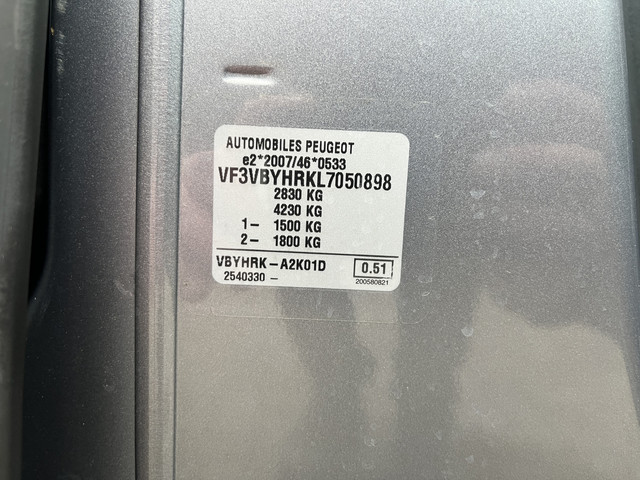 AUTOMOBILES PEUGEOT
e2*2007/46*0533
VF3VBYHRKL7050898
2830 KG
4230 KG
1- 1500 KG
2- 1800 KG
VBYHRK-A2K01D 0.51
2540330 - 200580821